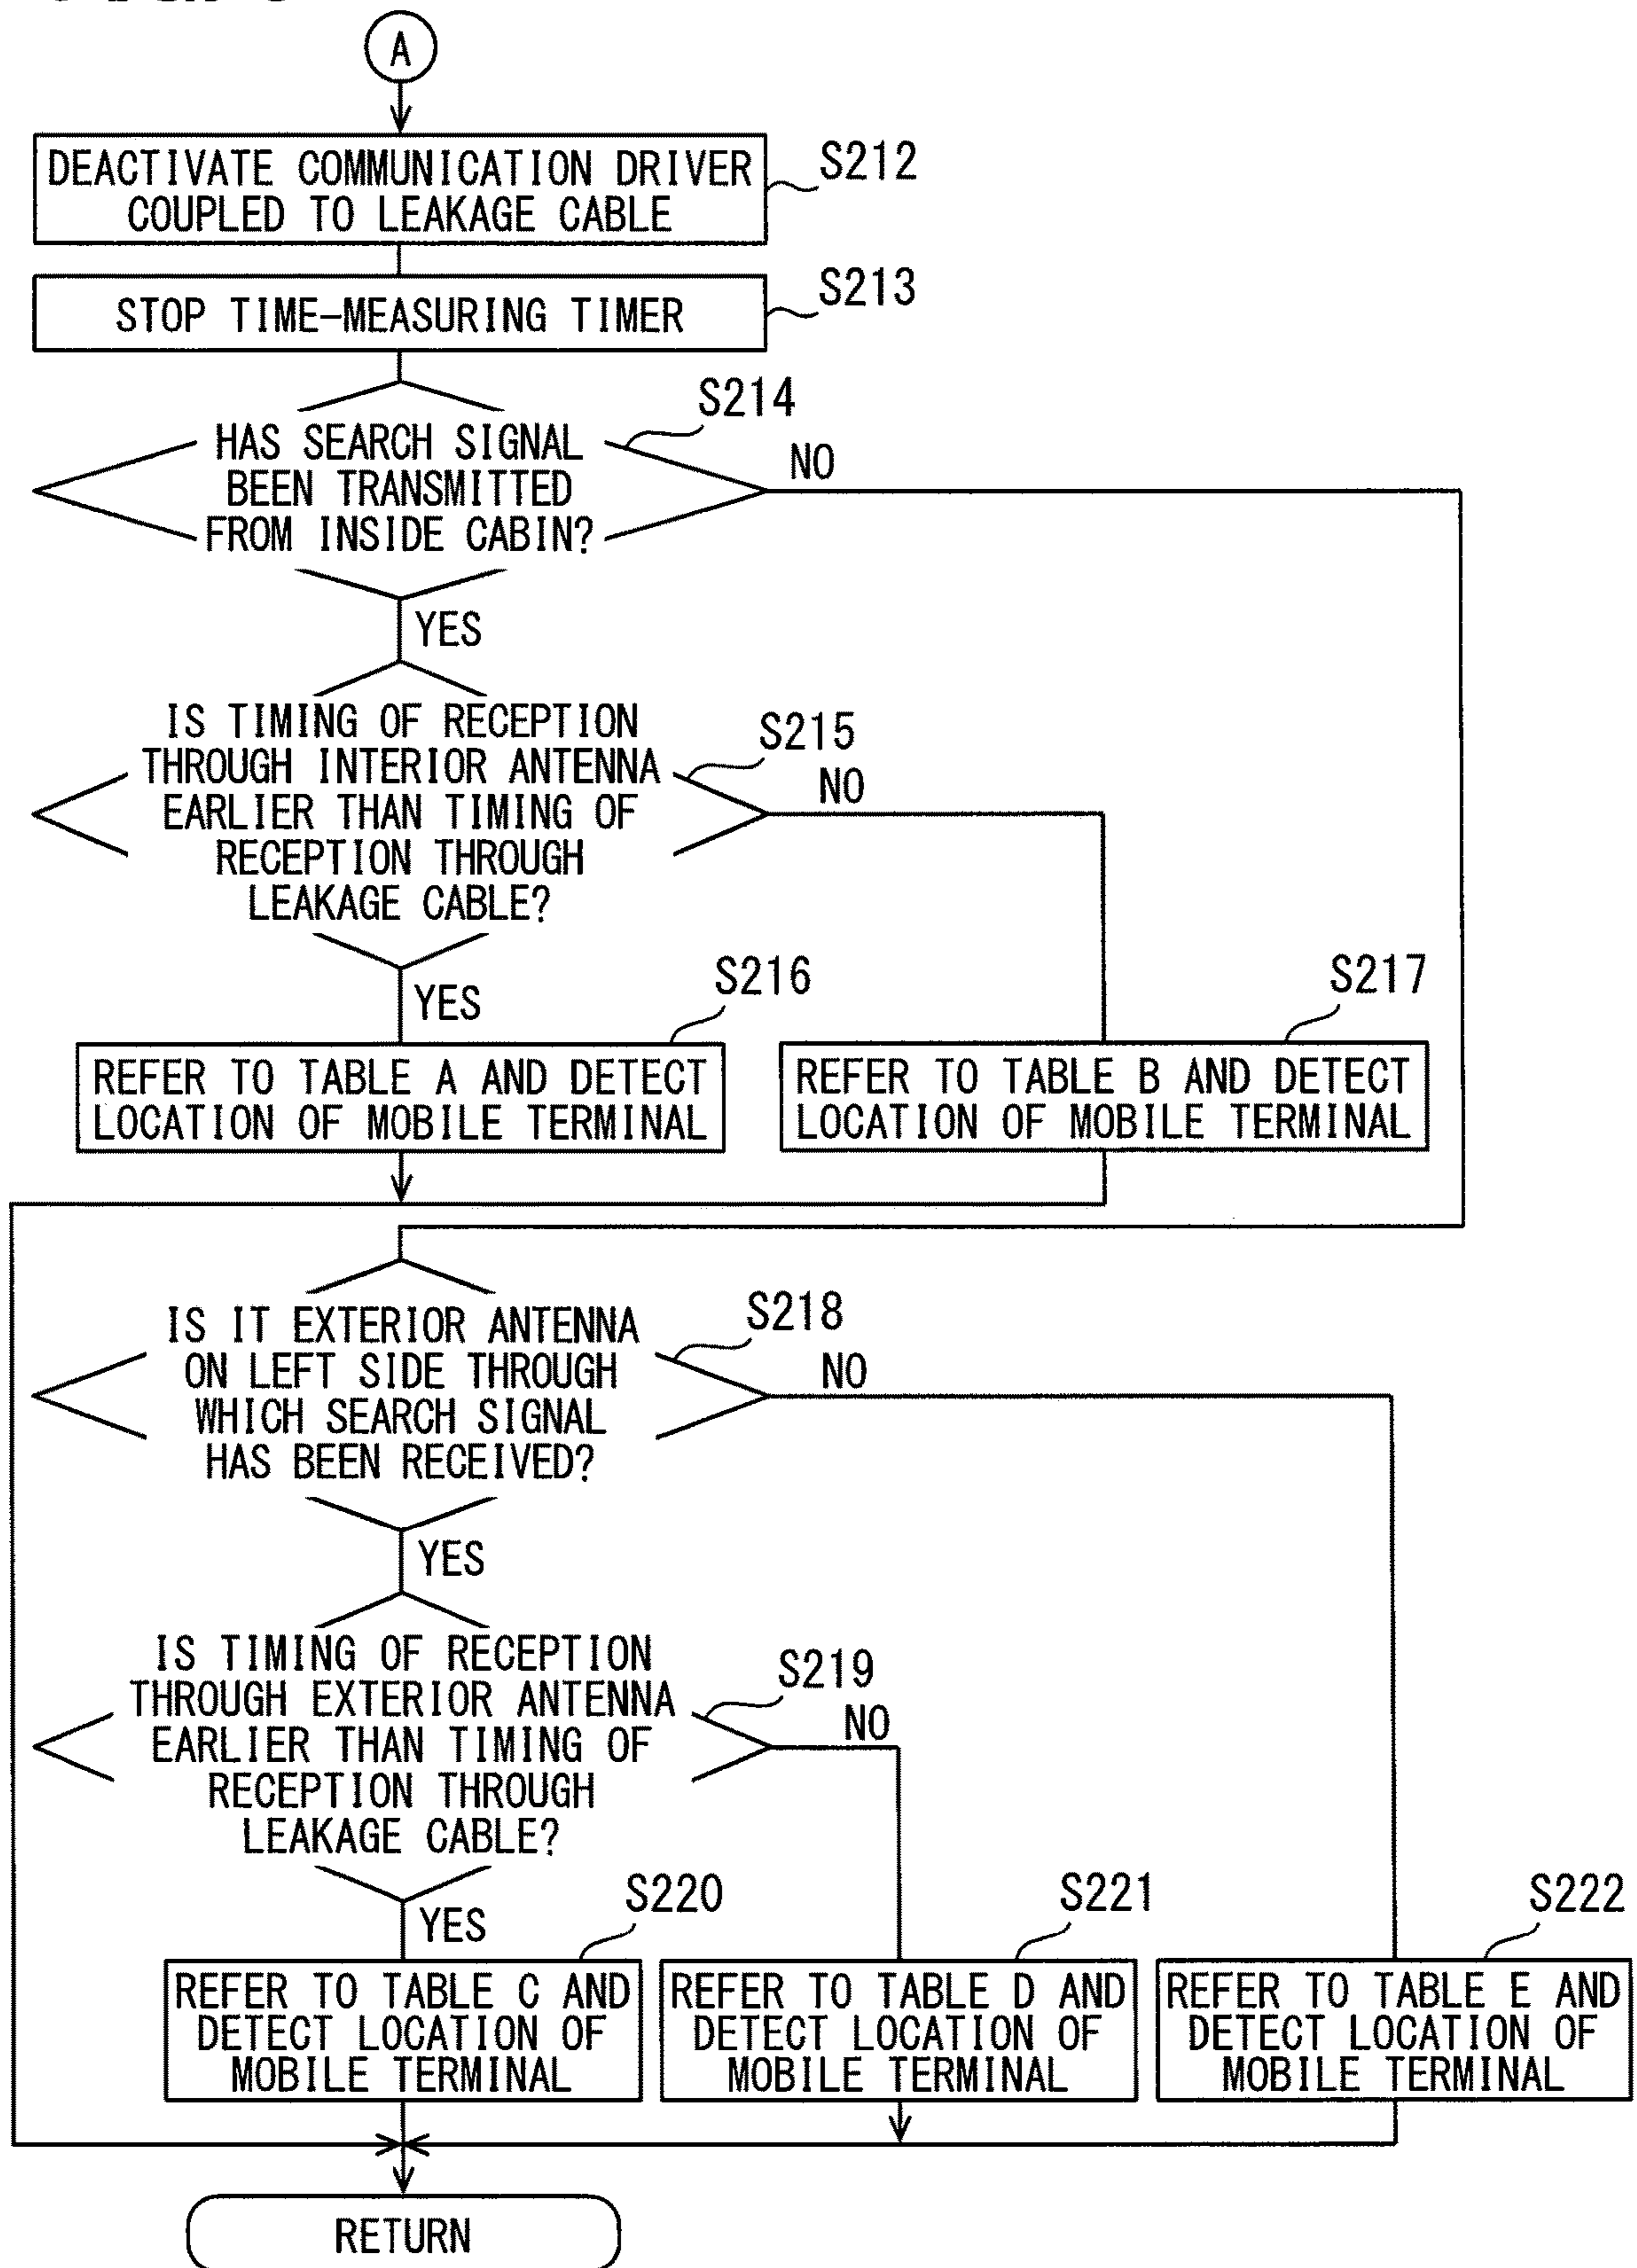 A
DEACTIVATE COMMUNICATION DRIVER
COUPLED TO LEAKAGE CABLE
S212
STOP TIME-MEASURING TIMER
S213
HAS SEARCH SIGNAL
BEEN TRANSMITTED
FROM INSIDE CABIN?
S214
NO
YES
IS TIMING OF RECEPTION
THROUGH INTERIOR ANTENNA
EARLIER THAN TIMING OF
RECEPTION THROUGH
LEAKAGE CABLE?
S215
NO
YES
S216
REFER TO TABLE A AND DETECT
LOCATION OF MOBILE TERMINAL
S217
REFER TO TABLE B AND DETECT
LOCATION OF MOBILE TERMINAL
IS IT EXTERIOR ANTENNA
ON LEFT SIDE THROUGH
WHICH SEARCH SIGNAL
HAS BEEN RECEIVED?
S218
NO
YES
IS TIMING OF RECEPTION
THROUGH EXTERIOR ANTENNA
EARLIER THAN TIMING OF
RECEPTION THROUGH
LEAKAGE CABLE?
S219
NO
YES
S220
REFER TO TABLE C AND
DETECT LOCATION OF
MOBILE TERMINAL
S221
REFER TO TABLE D AND
DETECT LOCATION OF
MOBILE TERMINAL
S222
REFER TO TABLE E AND
DETECT LOCATION OF
MOBILE TERMINAL
RETURN